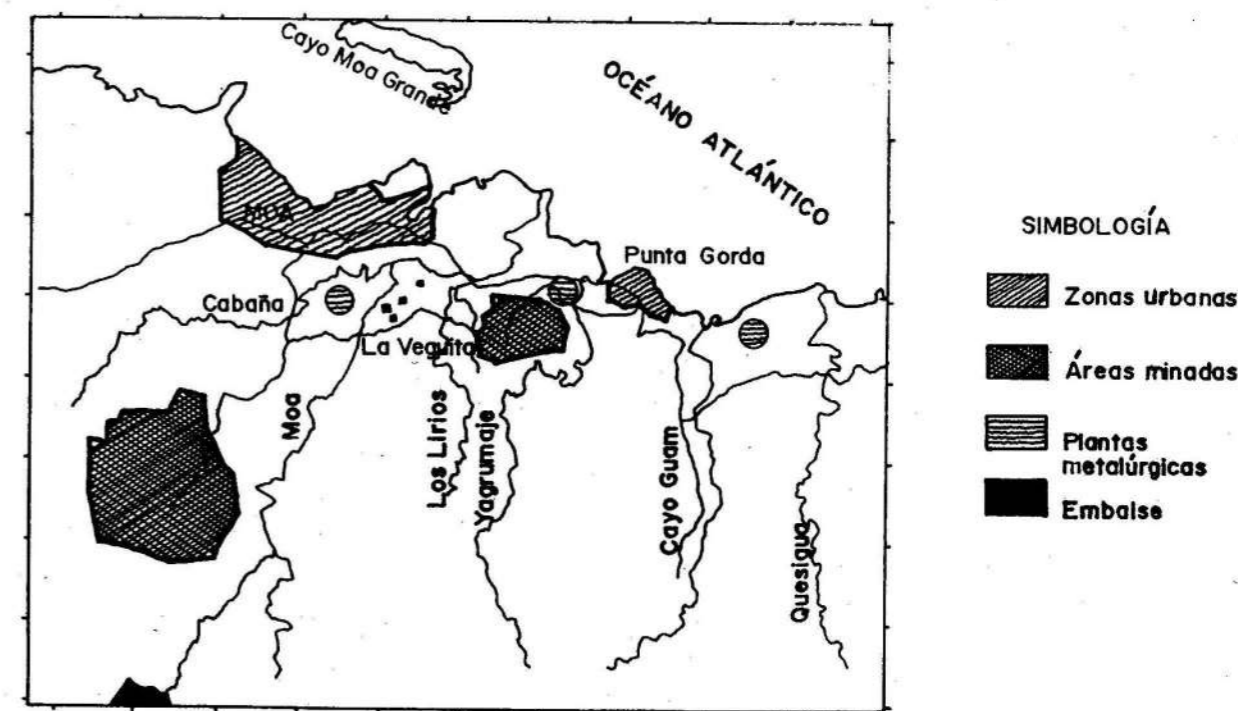 Cayo Moa Grande
OCÉANO ATLÁNTICO
MOA
Punta Gorda
Cabaña
La Veguita
Moa
Los Lirios
Yagrumaje
Cayo Guam
Quesigua
SIMBOLOGÍA
Zonas urbanas
Áreas minadas
Plantas
metalúrgicas
Embalse